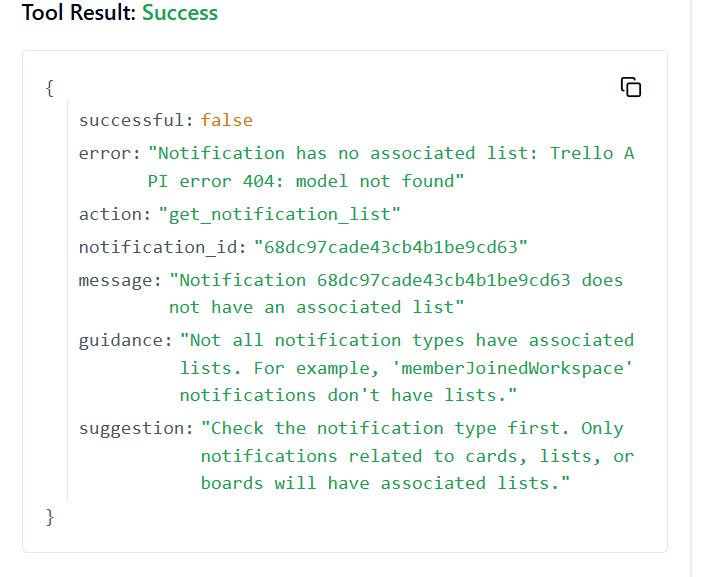 Tool Result: Success
{
successful: false
error: "Notification has no associated list: Trello A
PI error 404: model not found"
action: "get_notification_list"
notification_id: "68dc97cade43cb4b1be9cd63"
message: "Notification 68dc97cade43cb4b1be9cd63 does
not have an associated list"
guidance: "Not all notification types have associated
lists. For example, 'memberJoinedWorkspace'
notifications don't have lists."
suggestion: "Check the notification type first. Only
notifications related to cards, lists, or
boards will have associated lists."
}